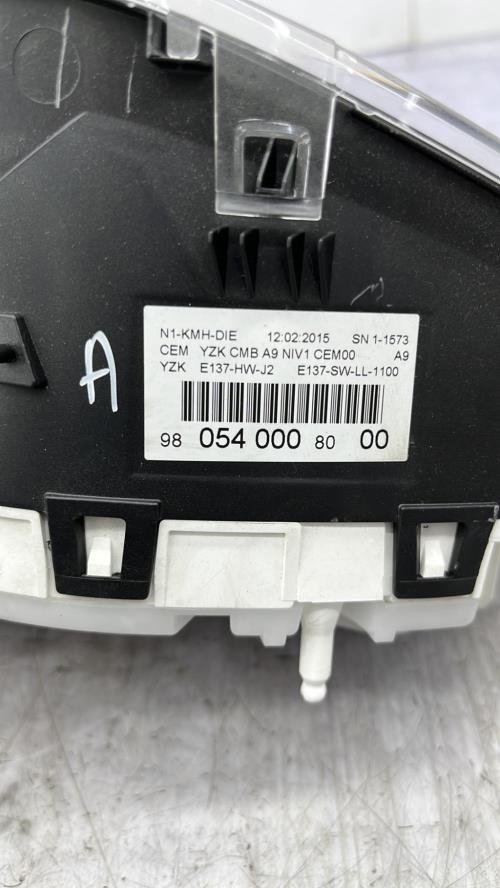 N1-KMH-DIE 12:02:2015 SN 1-1573
CEM YZK CMB A9 NIV1 CEM00 A9
YZK E137-HW-J2 E137-SW-LL-1100
98 054 000 80 00
A